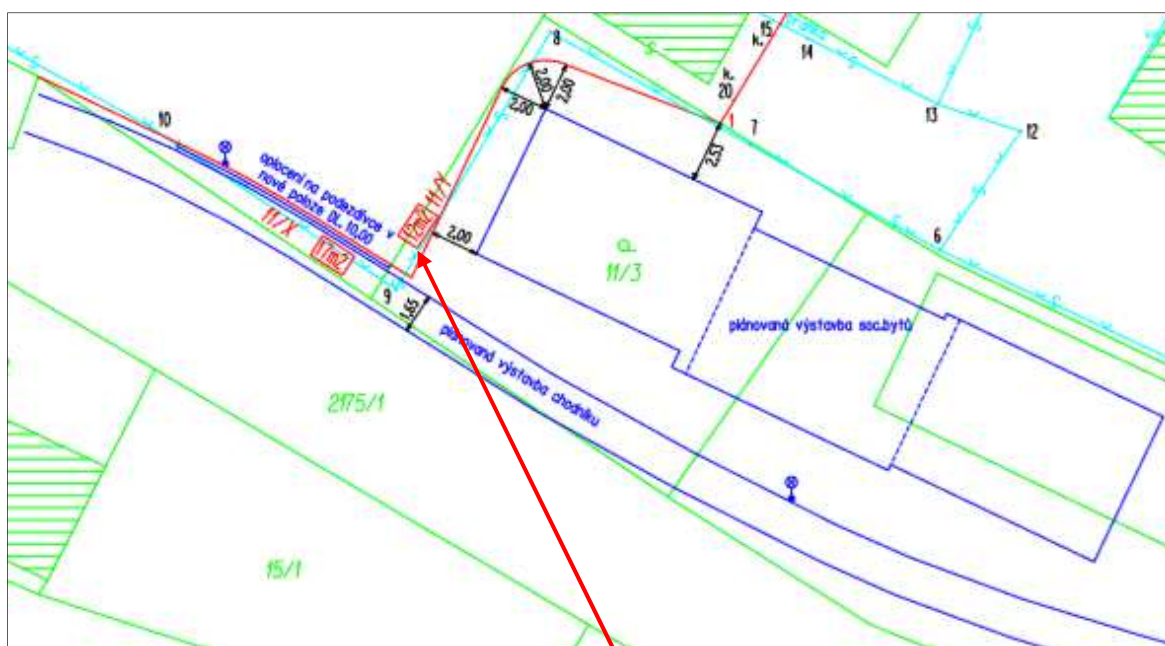 15
k.
14
8
k.
20
1
7
13
12
2,00
2,00
2,00
10
2,53
oplocení na podezdívce v
nové poloze DL. 10,00
11/X
17m2
12m2
11/Y
2,00
6
11/3
9
1,65
plánovaná výstavba soc.bytů
plánovaná výstavba chodníku
2175/1
15/1